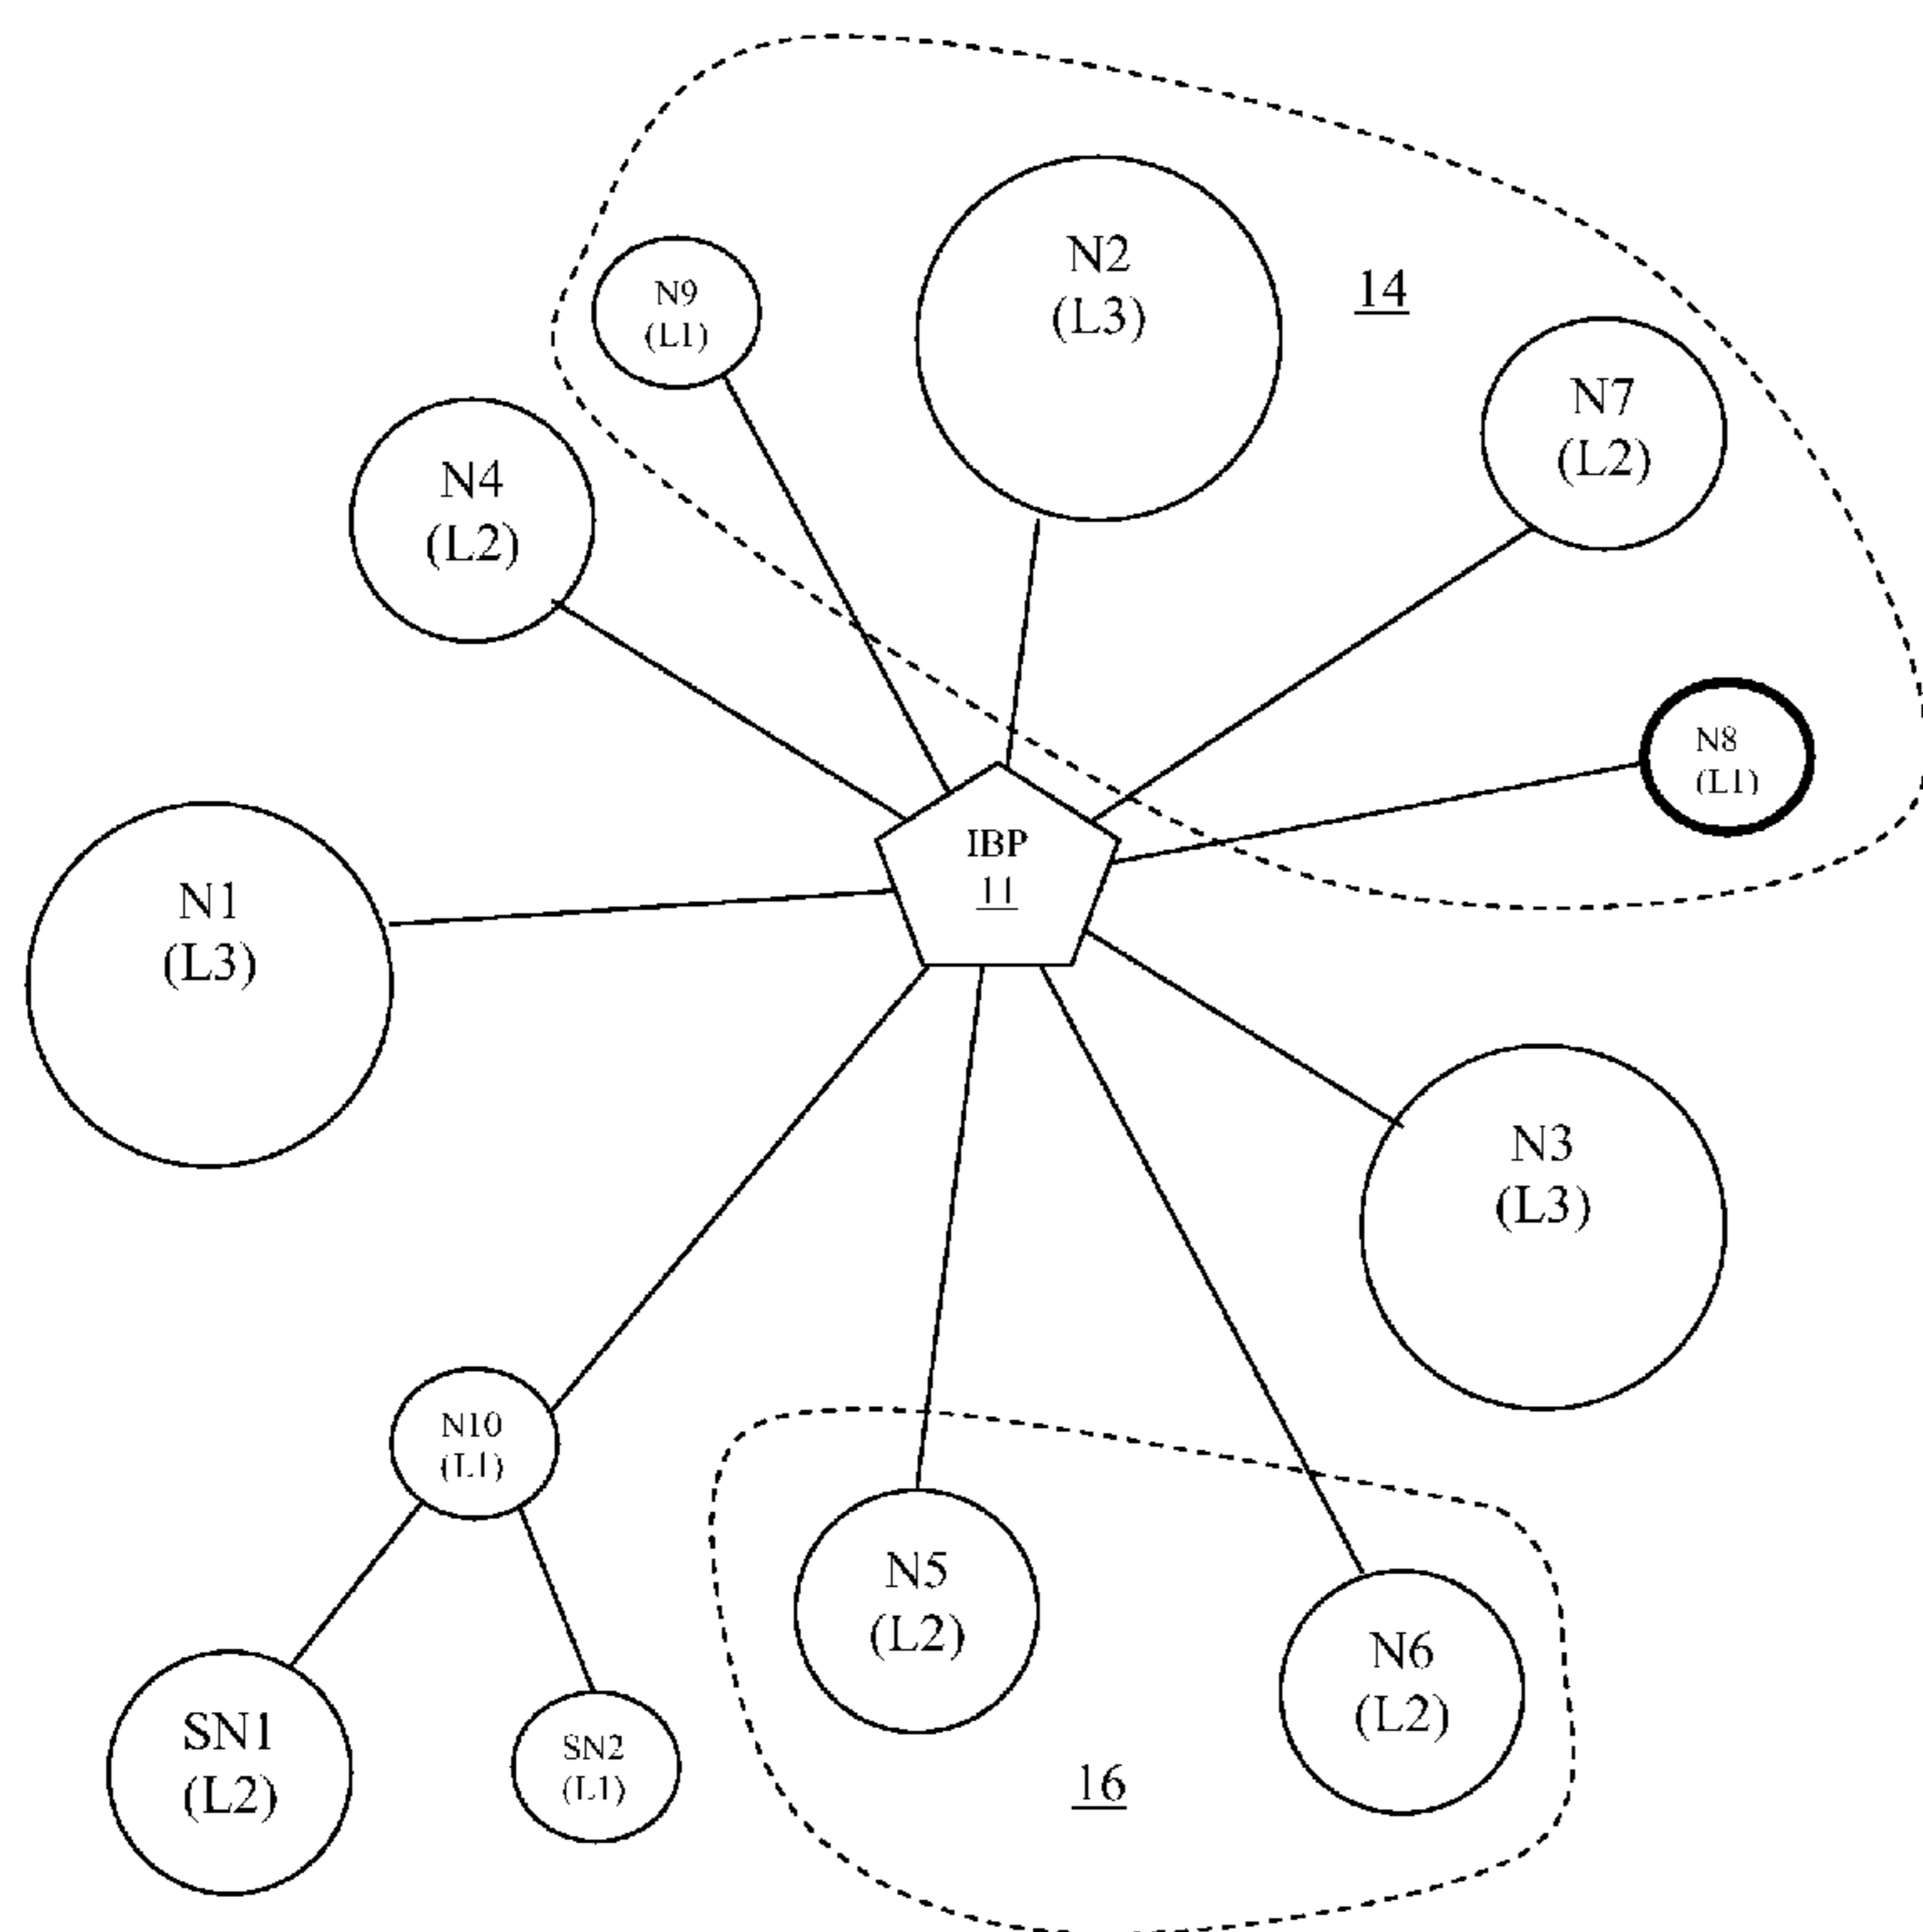 N2
(L3)
14
N9
(L1)
N7
(L2)
N4
(L2)
N8
(L1)
IBP
11
N1
(L3)
N3
(L3)
N10
(L1)
N5
(L2)
N6
(L2)
SN1
(L2)
SN2
(L1)
16